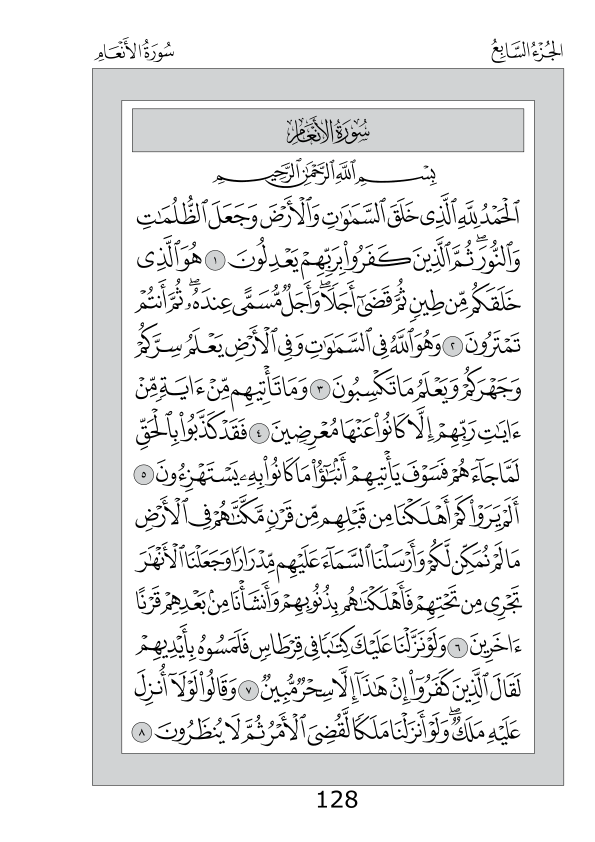 الجُزْءُ السَّابِعُ
سُورَةُ الأَنْعَامِ
سُورَةُ الأَنْعَامِ
بِسْمِ ٱللَّهِ ٱلرَّحْمَٰنِ ٱلرَّحِيمِ
ٱلْحَمْدُ لِلَّهِ ٱلَّذِى خَلَقَ ٱلسَّمَٰوَٰتِ وَٱلْأَرْضَ وَجَعَلَ ٱلظُّلُمَٰتِ
وَٱلنُّورَۖ ثُمَّ ٱلَّذِينَ كَفَرُوا۟ بِرَبِّهِمْ يَعْدِلُونَ ١ هُوَ ٱلَّذِى
خَلَقَكُم مِّن طِينٍ ثُمَّ قَضَىٰٓ أَجَلًاۖ وَأَجَلٌ مُّسَمًّى عِندَهُۥۖ ثُمَّ أَنتُمْ
تَمْتَرُونَ ٢ وَهُوَ ٱللَّهُ فِى ٱلسَّمَٰوَٰتِ وَفِى ٱلْأَرْضِ يَعْلَمُ سِرَّكُمْ
وَجَهْرَكُمْ وَيَعْلَمُ مَا تَكْسِبُونَ ٣ وَمَا تَأْتِيهِم مِّنْ ءَايَةٍ مِّنْ
ءَايَٰتِ رَبِّهِمْ إِلَّا كَانُوا۟ عَنْهَا مُعْرِضِينَ ٤ فَقَدْ كَذَّبُوا۟ بِٱلْحَقِّ
لَمَّا جَآءَهُمْ فَسَوْفَ يَأْتِيهِمْ أَنۢبَٰٓؤُا۟ مَا كَانُوا۟ بِهِۦ يَسْتَهْزِءُونَ ٥
أَلَمْ يَرَوْا۟ كَمْ أَهْلَكْنَا مِن قَبْلِهِم مِّن قَرْنٍ مَّكَّنَّٰهُمْ فِى ٱلْأَرْضِ
مَا لَمْ نُمَكِّن لَّكُمْ وَأَرْسَلْنَا ٱلسَّمَآءَ عَلَيْهِم مِّدْرَارًا وَجَعَلْنَا ٱلْأَنْهَٰرَ
تَجْرِى مِن تَحْتِهِمْ فَأَهْلَكْنَٰهُم بِذُنُوبِهِمْ وَأَنشَأْنَا مِنۢ بَعْدِهِمْ قَرْنًا
ءَاخَرِينَ ٦ وَلَوْ نَزَّلْنَا عَلَيْكَ كِتَٰبًا فِى قِرْطَاسٍ فَلَمَسُوهُ بِأَيْدِيهِمْ
لَقَالَ ٱلَّذِينَ كَفَرُوٓا۟ إِنْ هَٰذَآ إِلَّا سِحْرٌ مُّبِينٌ ٧ وَقَالُوا۟ لَوْلَآ أُنزِلَ
عَلَيْهِ مَلَكٌۖ وَلَوْ أَنزَلْنَا مَلَكًا لَّقُضِىَ ٱلْأَمْرُ ثُمَّ لَا يُنظَرُونَ ٨
128